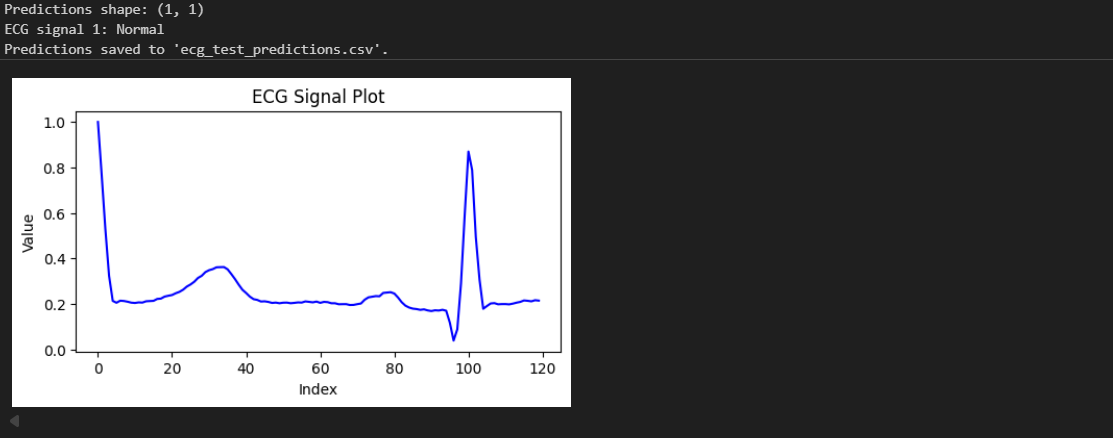 Predictions shape: (1, 1)
ECG signal 1: Normal
Predictions saved to 'ecg_test_predictions.csv'.
ECG Signal Plot
1.0
0.8
0.6
0.4
0.2
0.0
Value
0 20 40 60 80 100 120
Index